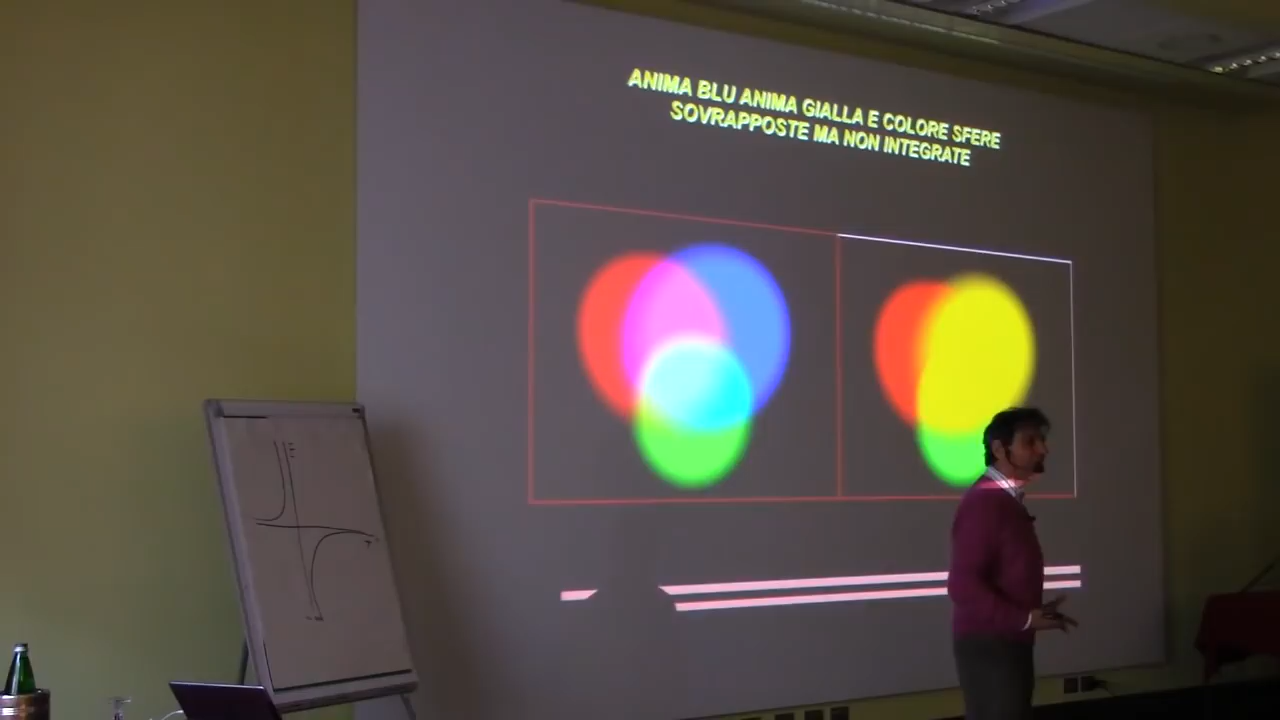 ANIMA BLU ANIMA GIALLA E COLORE SFERE
SOVRAPPOSTE MA NON INTEGRATE